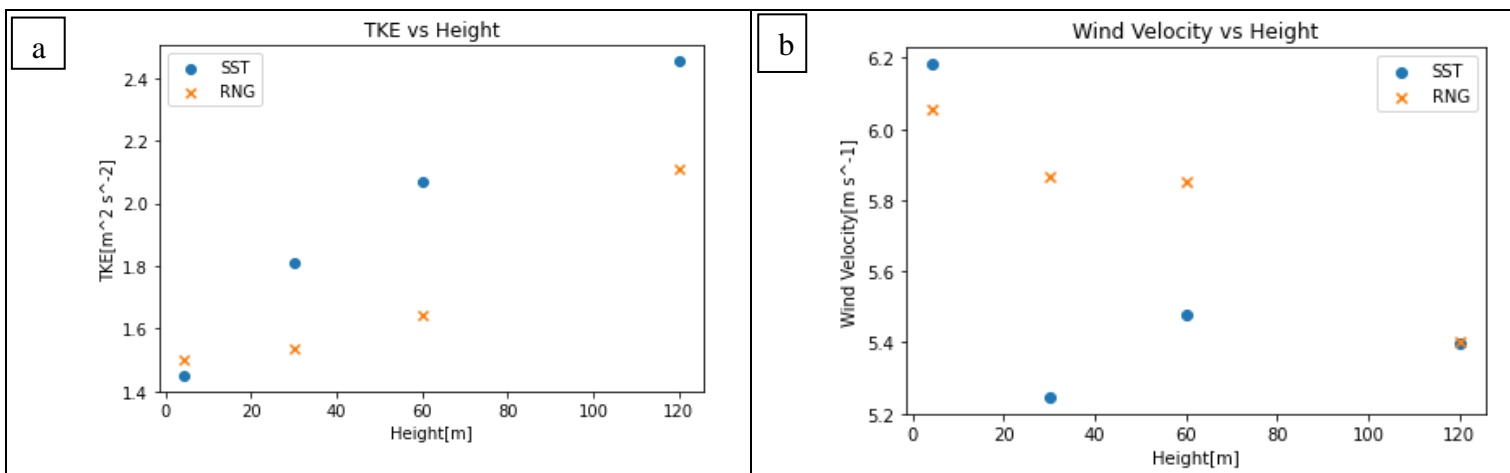 a
TKE vs Height
SST
RNG
TKE[m^2 s^-2]
2.4
2.2
2.0
1.8
1.6
1.4
0 20 40 60 80 100 120
Height[m]
b
Wind Velocity vs Height
SST
RNG
Wind Velocity[m s^-1]
6.2
6.0
5.8
5.6
5.4
5.2
0 20 40 60 80 100 120
Height[m]